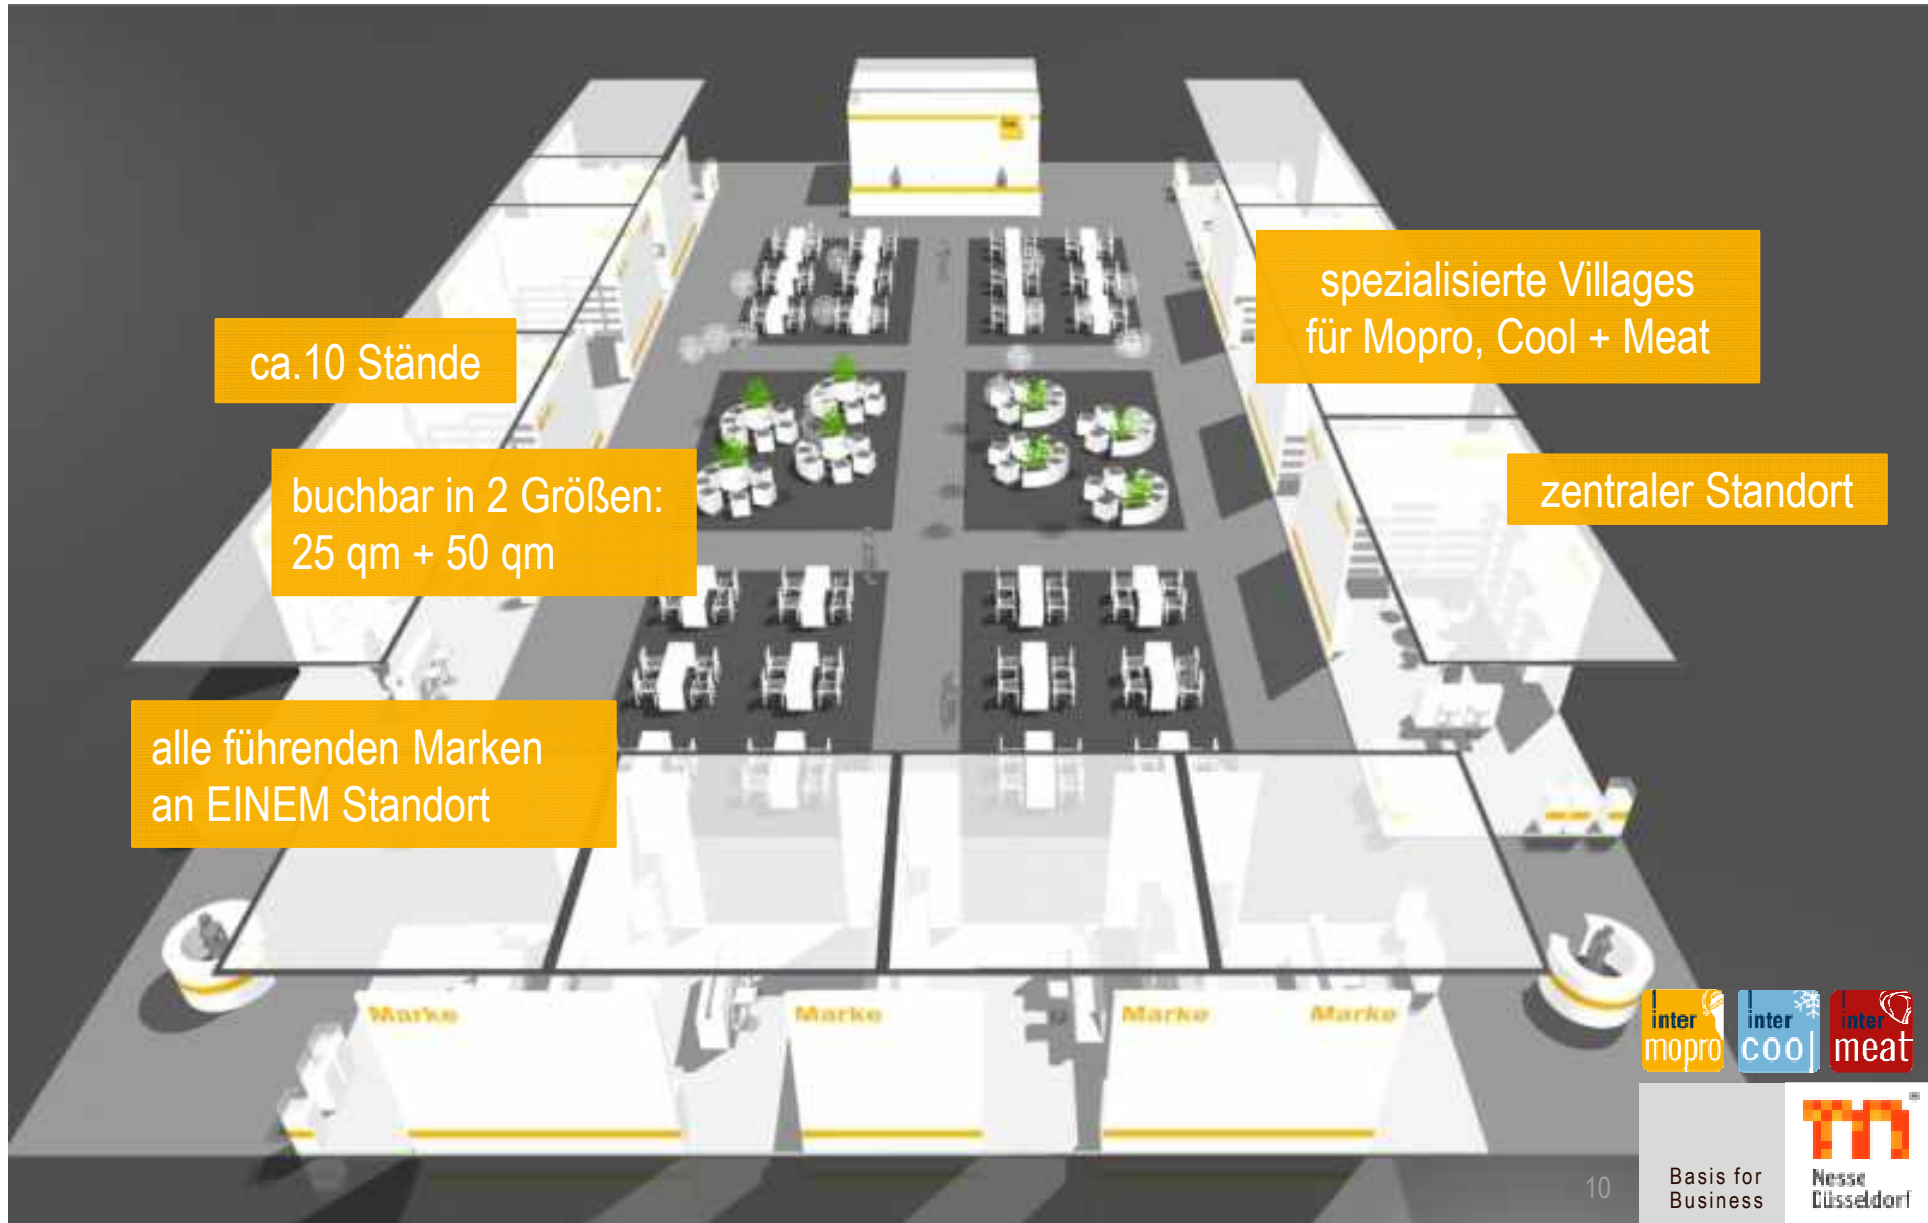 spezialisierte Villages
für Mopro, Cool + Meat
ca.10 Stände
buchbar in 2 Größen:
25 qm + 50 qm
zentraler Standort
alle führenden Marken
an EINEM Standort
Marke
Marke
Marke
Marke
inter
mopro
inter
cool
inter
meat
10
Basis for
Business
Messe
Düsseldorf